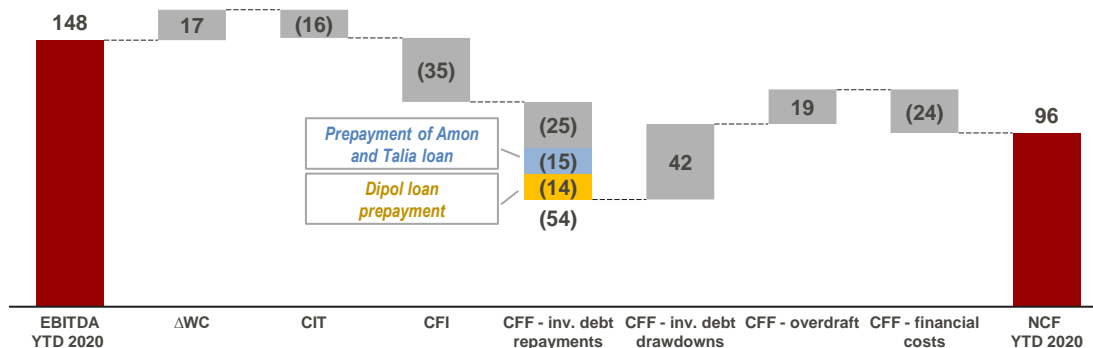 148
17
(16)
(35)
(25)
(15)
(14)
(54)
Prepayment of Amon
and Talia loan
Dipol loan
prepayment
42
19
(24)
96
EBITDA
YTD 2020
∆WC
CIT
CFI
CFF - inv. debt
repayments
CFF - inv. debt
drawdowns
CFF - overdraft
CFF - financial
costs
NCF
YTD 2020